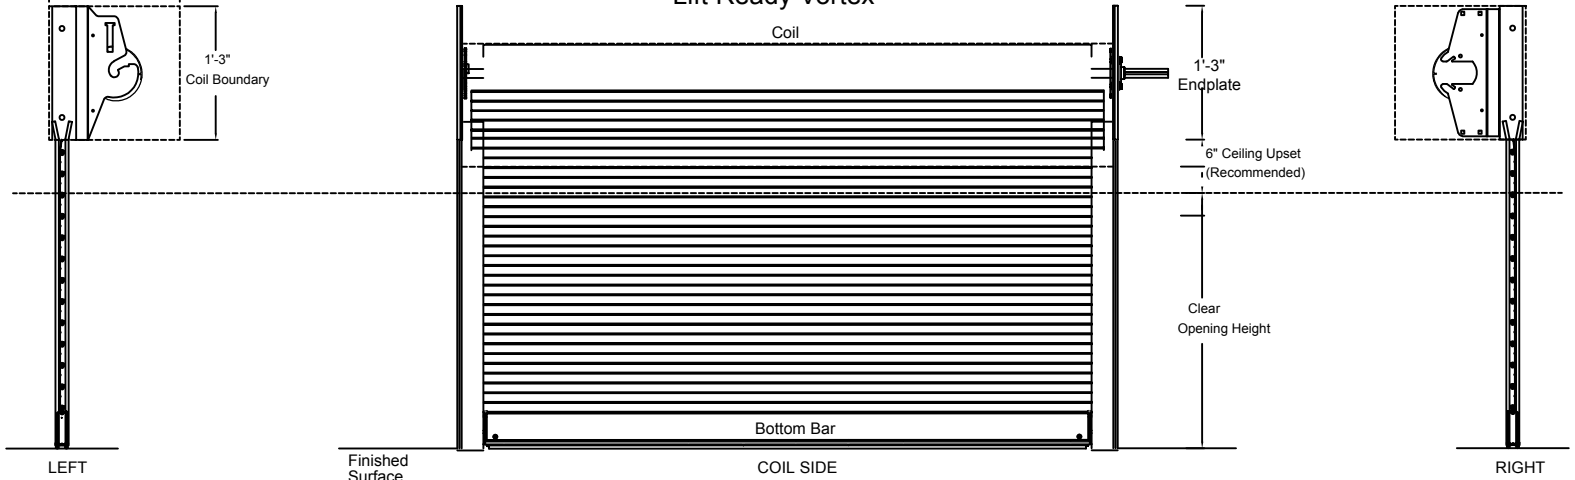 Lift Ready Vortex
Coil
1'-3"
Coil Boundary
1'-3"
Endplate
6" Ceiling Upset
(Recommended)
Clear
Opening Height
Bottom Bar
LEFT
Finished
Surface
COIL SIDE
RIGHT